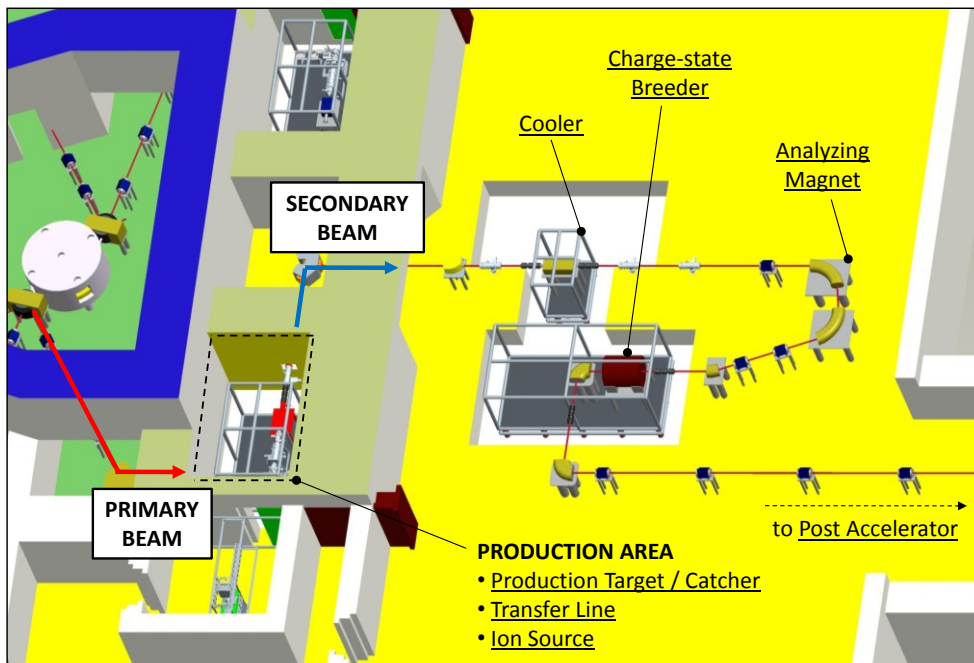 Charge-state
Breeder
Cooler
Analyzing
Magnet
SECONDARY
BEAM
PRIMARY
BEAM
PRODUCTION AREA
• Production Target / Catcher
• Transfer Line
• Ion Source
to Post Accelerator